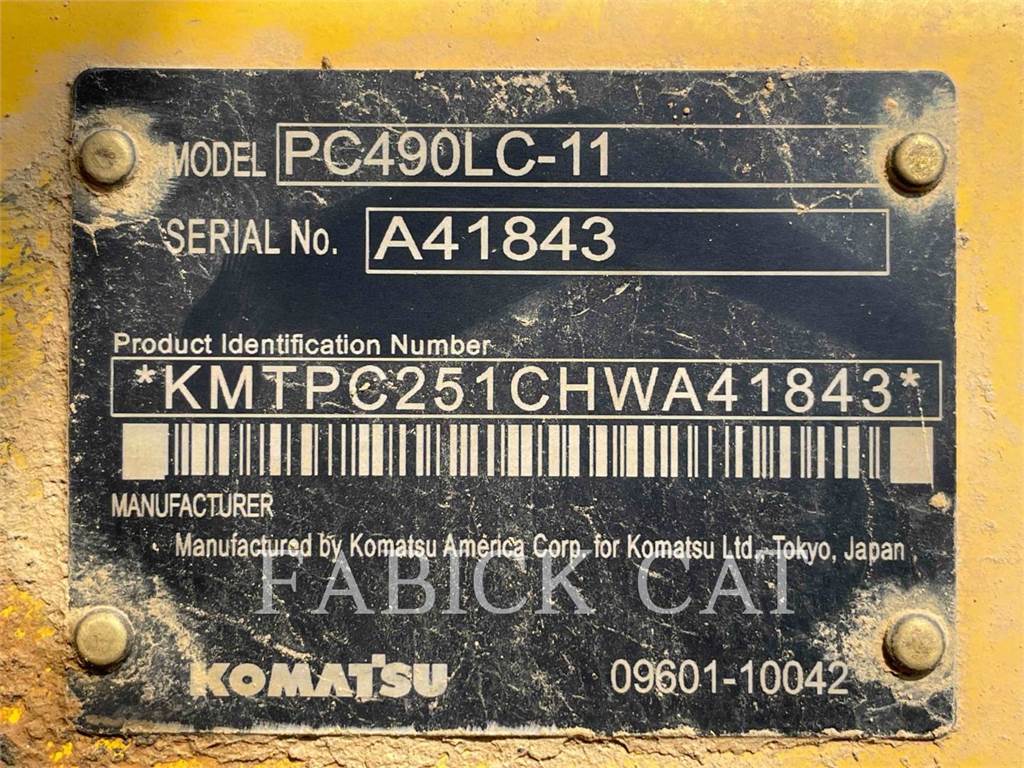 MODEL PC490LC-11
SERIAL No. A41843
Product Identification Number
*KMTPC251CHWA41843*
MANUFACTURER
Manufactured by Komatsu America Corp. for Komatsu Ltd., Tokyo, Japan
FABICK CAT
KOMATSU 09601-10042